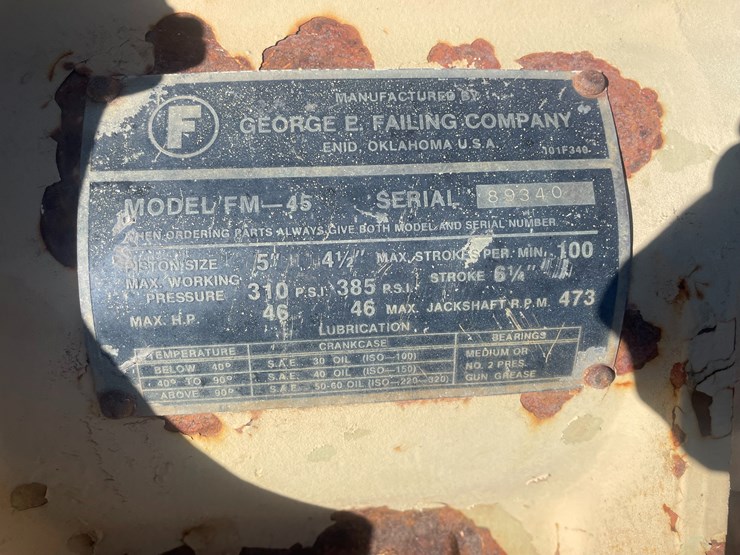 F
MANUFACTURED BY
GEORGE E. FAILING COMPANY
ENID, OKLAHOMA U.S.A.
101F340
MODEL FM-45 SERIAL 89340
WHEN ORDERING PARTS ALWAYS GIVE BOTH MODEL AND SERIAL NUMBER
PISTON SIZE 5" 4½" MAX. STROKES PER. MIN. 100
MAX. WORKING PRESSURE 310 P.S.I. 385 P.S.I. STROKE 6¼"
MAX. H.P. 46 46 MAX. JACKSHAFT R.P.M. 473
LUBRICATION
TEMPERATURE CRANKCASE BEARINGS
BELOW 40° S.A.E. 30 OIL (ISO-100) MEDIUM OR
40° TO 90° S.A.E. 40 OIL (ISO-150) NO. 2 PRES.
ABOVE 90° S.A.E. 50-60 OIL (ISO-220-320) GUN GREASE